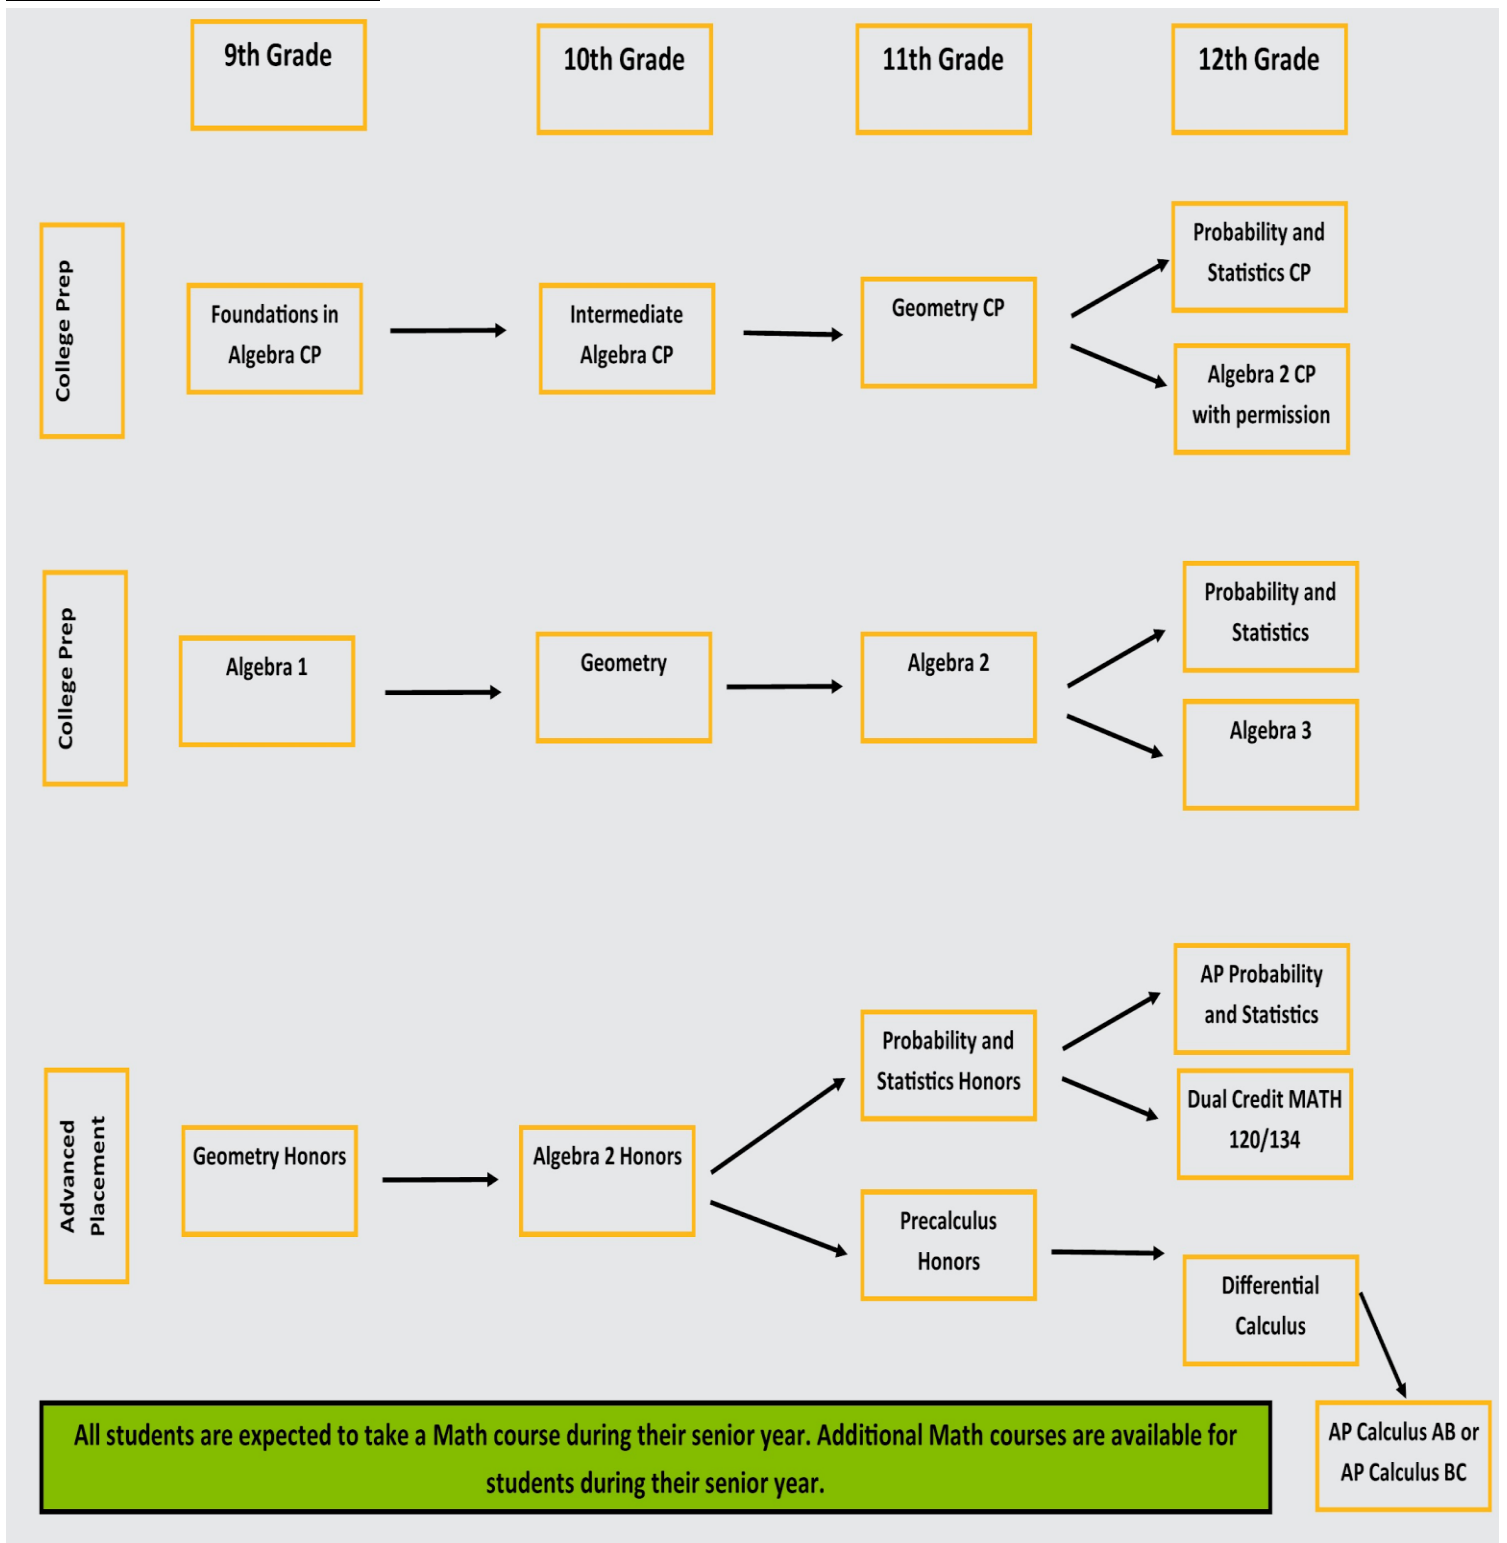 9th Grade
10th Grade
11th Grade
12th Grade
College Prep
Foundations in
Algebra CP
Intermediate
Algebra CP
Geometry CP
Probability and
Statistics CP
Algebra 2 CP
with permission
College Prep
Algebra 1
Geometry
Algebra 2
Probability and
Statistics
Algebra 3
Advanced
Placement
Geometry Honors
Algebra 2 Honors
Probability and
Statistics Honors
AP Probability
and Statistics
Dual Credit MATH
120/134
Precalculus
Honors
Differential
Calculus
AP Calculus AB or
AP Calculus BC
All students are expected to take a Math course during their senior year. Additional Math courses are available for
students during their senior year.